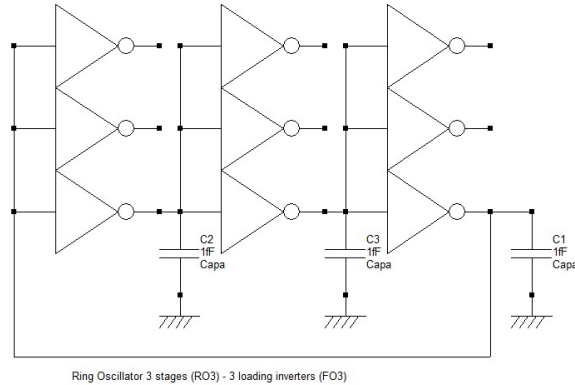 C2
1fF
Capa
C3
1fF
Capa
C1
1fF
Capa
Ring Oscillator 3 stages (RO3) - 3 loading inverters (FO3)